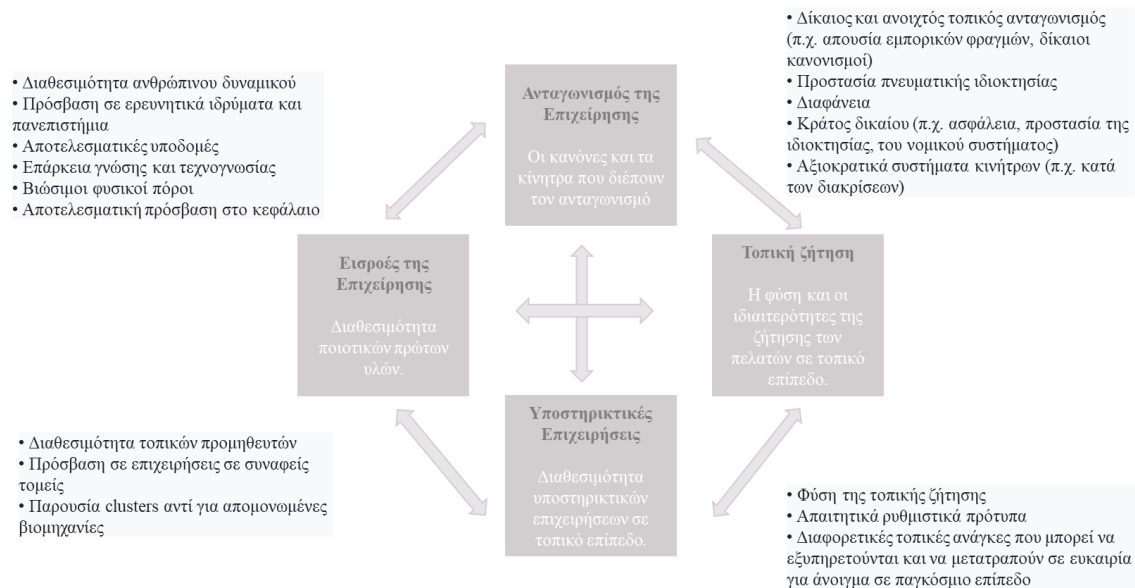 • Δίκαιος και ανοιχτός τοπικός ανταγωνισμός
(π.χ. απουσία εμπορικών φραγμών, δίκαιοι
κανονισμοί)
• Προστασία πνευματικής ιδιοκτησίας
• Διαφάνεια
• Κράτος δικαίου (π.χ. ασφάλεια, προστασία της
ιδιοκτησίας, του νομικού συστήματος)
• Αξιοκρατικά συστήματα κινήτρων (π.χ. κατά
των διακρίσεων)
• Διαθεσιμότητα ανθρώπινου δυναμικού
• Πρόσβαση σε ερευνητικά ιδρύματα και
πανεπιστήμια
• Αποτελεσματικές υποδομές
• Επάρκεια γνώσης και τεχνογνωσίας
• Βιώσιμοι φυσικοί πόροι
• Αποτελεσματική πρόσβαση στο κεφάλαιο
Ανταγωνισμός της
Επιχείρησης
Οι κανόνες και τα
κίνητρα που διέπουν
τον ανταγωνισμό
Εισροές της
Επιχείρησης
Διαθεσιμότητα
ποιοτικών πρώτων
υλών.
Τοπική ζήτηση
Η φύση και οι
ιδιαιτερότητες της
ζήτησης των
πελατών σε τοπικό
επίπεδο.
Υποστηρικτικές
Επιχειρήσεις
Διαθεσιμότητα
υποστηρικτικών
επιχειρήσεων σε
τοπικό επίπεδο.
• Διαθεσιμότητα τοπικών προμηθευτών
• Πρόσβαση σε επιχειρήσεις σε συναφείς
τομείς
• Παρουσία clusters αντί για απομονωμένες
βιομηχανίες
• Φύση της τοπικής ζήτησης
• Απαιτητικά ρυθμιστικά πρότυπα
• Διαφορετικές τοπικές ανάγκες που μπορεί να
εξυπηρετούνται και να μετατραπούν σε ευκαιρία
για άνοιγμα σε παγκόσμιο επίπεδο